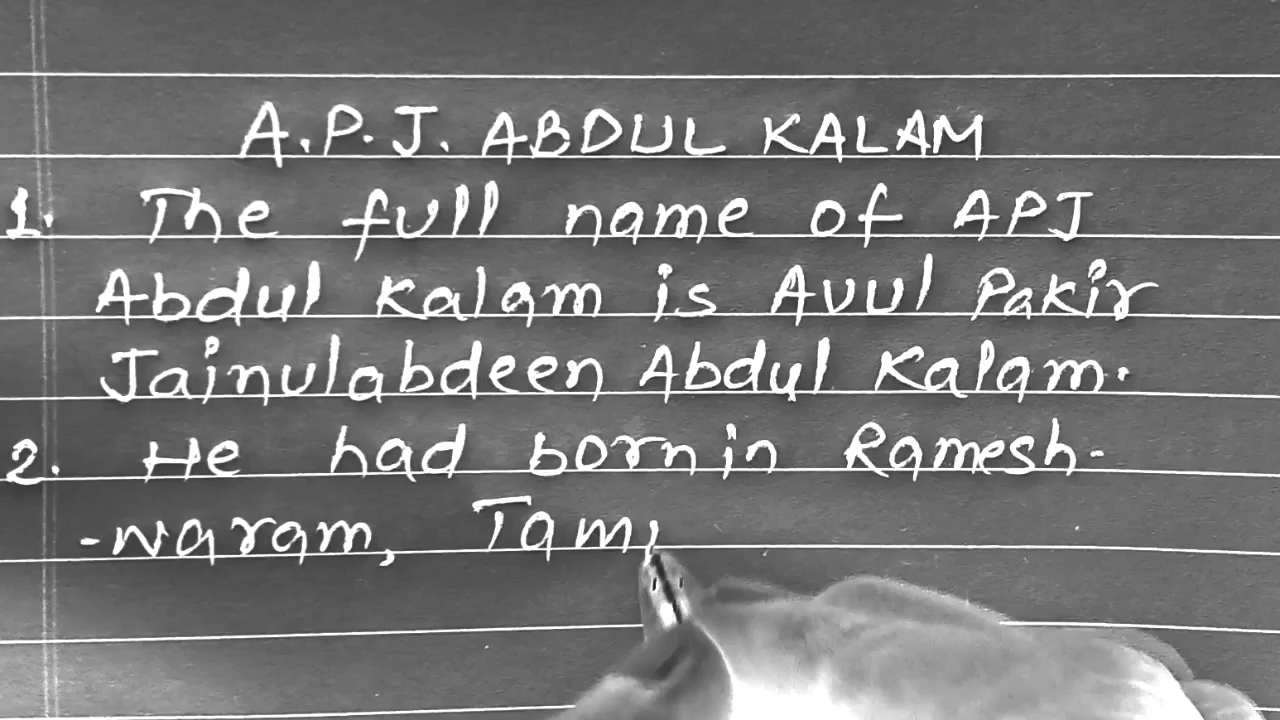 A.P.J. ABDUL KALAM
1. The full name of APJ
Abdul Kalam is Avul Pakir
Jainulabdeen Abdul Kalam.
2. He had born in Ramesh-
-waram, Tami